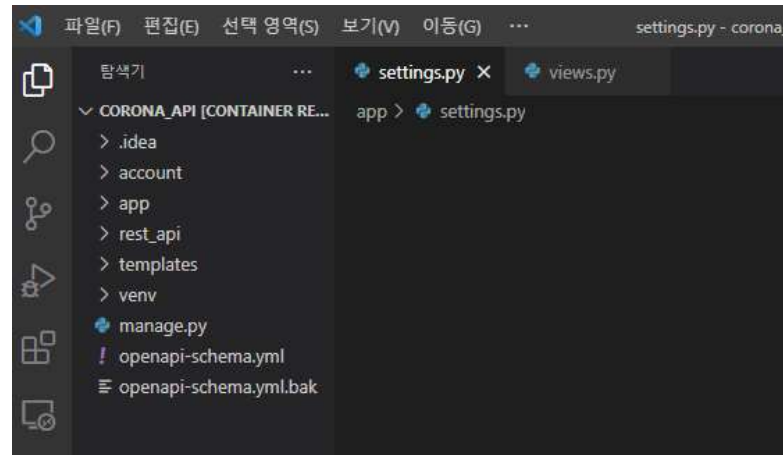 파일(F) 편집(E) 선택 영역(S) 보기(V) 이동(G) ··· settings.py - corona_
탐색기 ···
settings.py × views.py
CORONA_API [CONTAINER RE...
app > settings.py
> .idea
> account
> app
> rest_api
> templates
> venv
manage.py
! openapi-schema.yml
openapi-schema.yml.bak